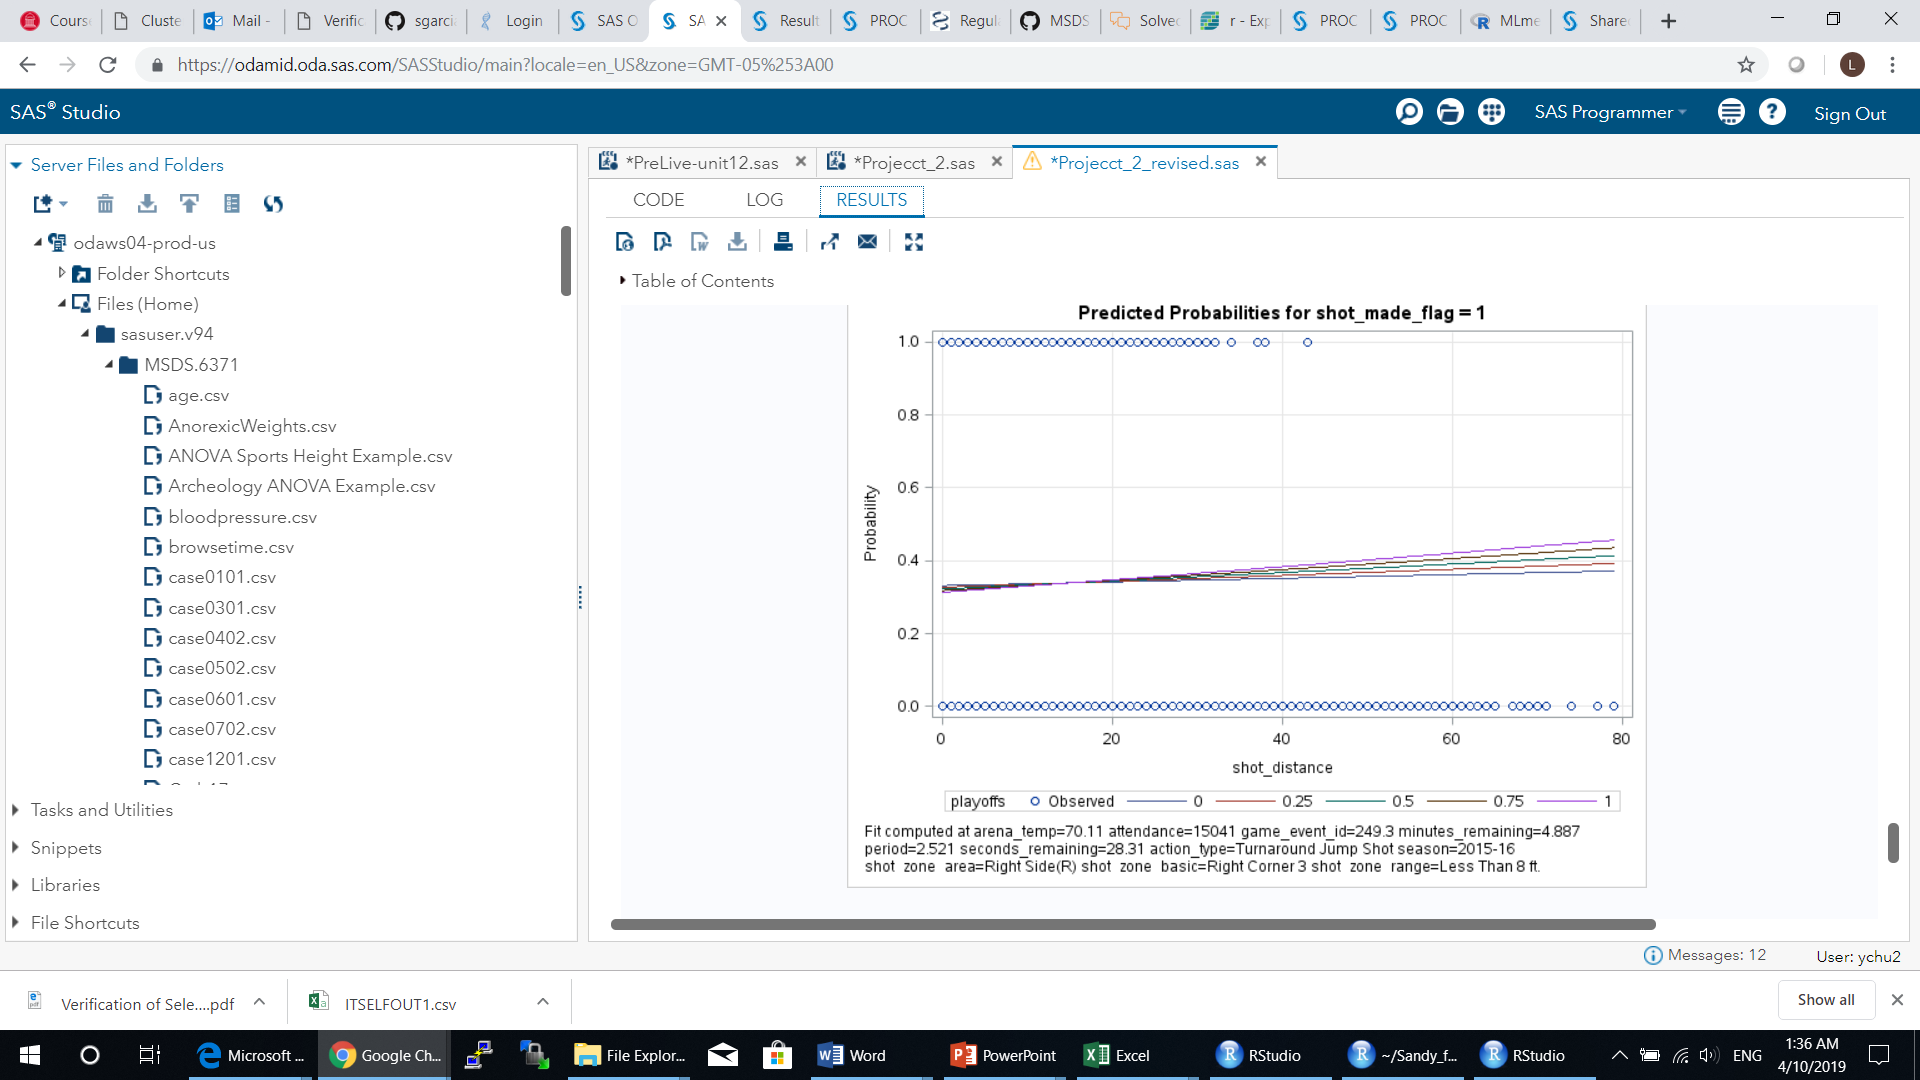 Cours
Cluste
Mail -
Verific
sgarci
Login
SAS O
SA
Result
PROC
Regul
MSDS
Solve
r - Exp
PROC
PROC
MLme
Share
https://odamid.oda.sas.com/SASStudio/main?locale=en_US&zone=GMT-05%253A00
L
SAS® Studio
SAS Programmer
Sign Out
Server Files and Folders
odaws04-prod-us
Folder Shortcuts
Files (Home)
sasuser.v94
MSDS.6371
age.csv
AnorexicWeights.csv
ANOVA Sports Height Example.csv
Archeology ANOVA Example.csv
bloodpressure.csv
browsetime.csv
case0101.csv
case0301.csv
case0402.csv
case0502.csv
case0601.csv
case0702.csv
case1201.csv
Tasks and Utilities
Snippets
Libraries
File Shortcuts
*PreLive-unit12.sas
*Projecct_2.sas
*Projecct_2_revised.sas
CODE
LOG
RESULTS
Table of Contents
Predicted Probabilities for shot_made_flag = 1
1.0
0.8
0.6
0.4
0.2
0.0
Probability
0 20 40 60 80
shot_distance
playoffs Observed 0 0.25 0.5 0.75 1
Fit computed at arena_temp=70.11 attendance=15041 game_event_id=249.3 minutes_remaining=4.887
period=2.521 seconds_remaining=28.31 action_type=Turnaround Jump Shot season=2015-16
shot_zone_area=Right Side(R) shot_zone_basic=Right Corner 3 shot_zone_range=Less Than 8 ft.
Messages: 12
User: ychu2
Verification of Sele....pdf
ITSELFOUT1.csv
Show all
Microsoft ...
Google Ch...
File Explor...
Word
PowerPoint
Excel
RStudio
~/Sandy_f...
RStudio
ENG
1:36 AM
4/10/2019